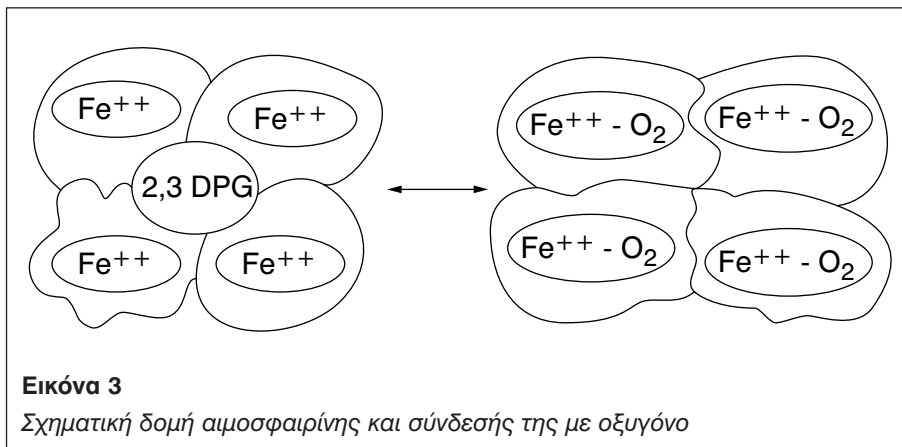 Fe++ Fe++
2,3 DPG
Fe++ Fe++
Fe++ - O2 Fe++ - O2
Fe++ - O2 Fe++ - O2
Εικόνα 3
Σχηματική δομή αιμοσφαιρίνης και σύνδεσής της με οξυγόνο